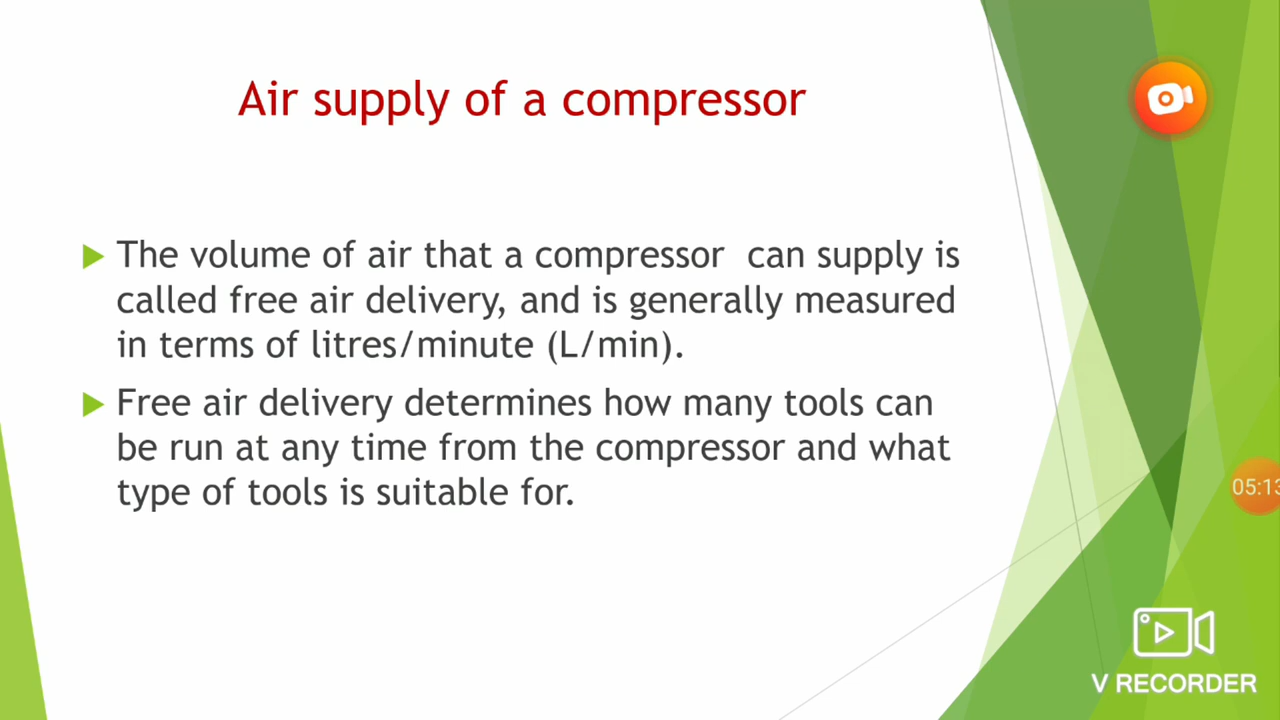 Air supply of a compressor
The volume of air that a compressor can supply is
called free air delivery, and is generally measured
in terms of litres/minute (L/min).
Free air delivery determines how many tools can
be run at any time from the compressor and what
type of tools is suitable for.
05:13
V RECORDER